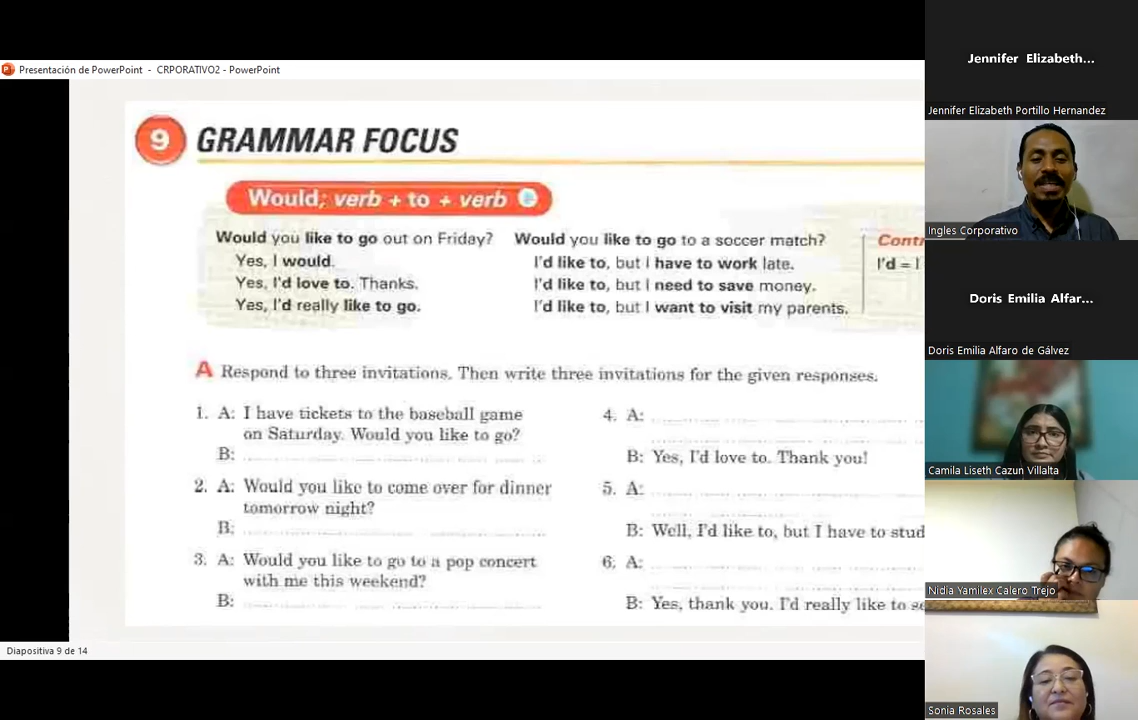 Presentación de PowerPoint - CRPORATIVO2 - PowerPoint
9 GRAMMAR FOCUS
Would; verb + to + verb
Would you like to go out on Friday?
Yes, I would.
Yes, I'd love to. Thanks.
Yes, I'd really like to go.
Would you like to go to a soccer match?
I'd like to, but I have to work late.
I'd like to, but I need to save money.
I'd like to, but I want to visit my parents.
I'd = I
A Respond to three invitations. Then write three invitations for the given responses.
1. A: I have tickets to the baseball game
on Saturday. Would you like to go?
B:
2. A: Would you like to come over for dinner
tomorrow night?
B:
3. A: Would you like to go to a pop concert
with me this weekend?
B:
4. A:
B: Yes, I'd love to. Thank you!
5. A:
B: Well, I'd like to, but I have to
6. A:
B: Yes, thank you. I'd really like to
Diapositiva 9 de 14
Jennifer Elizabeth...
Jennifer Elizabeth Portillo Hernandez
Ingles Corporativo
Doris Emilia Alfar...
Doris Emilia Alfaro de Gálvez
Camila Liseth Cazun Villalta
Nidia Yamilex Calero Trejo
Sonia Rosales